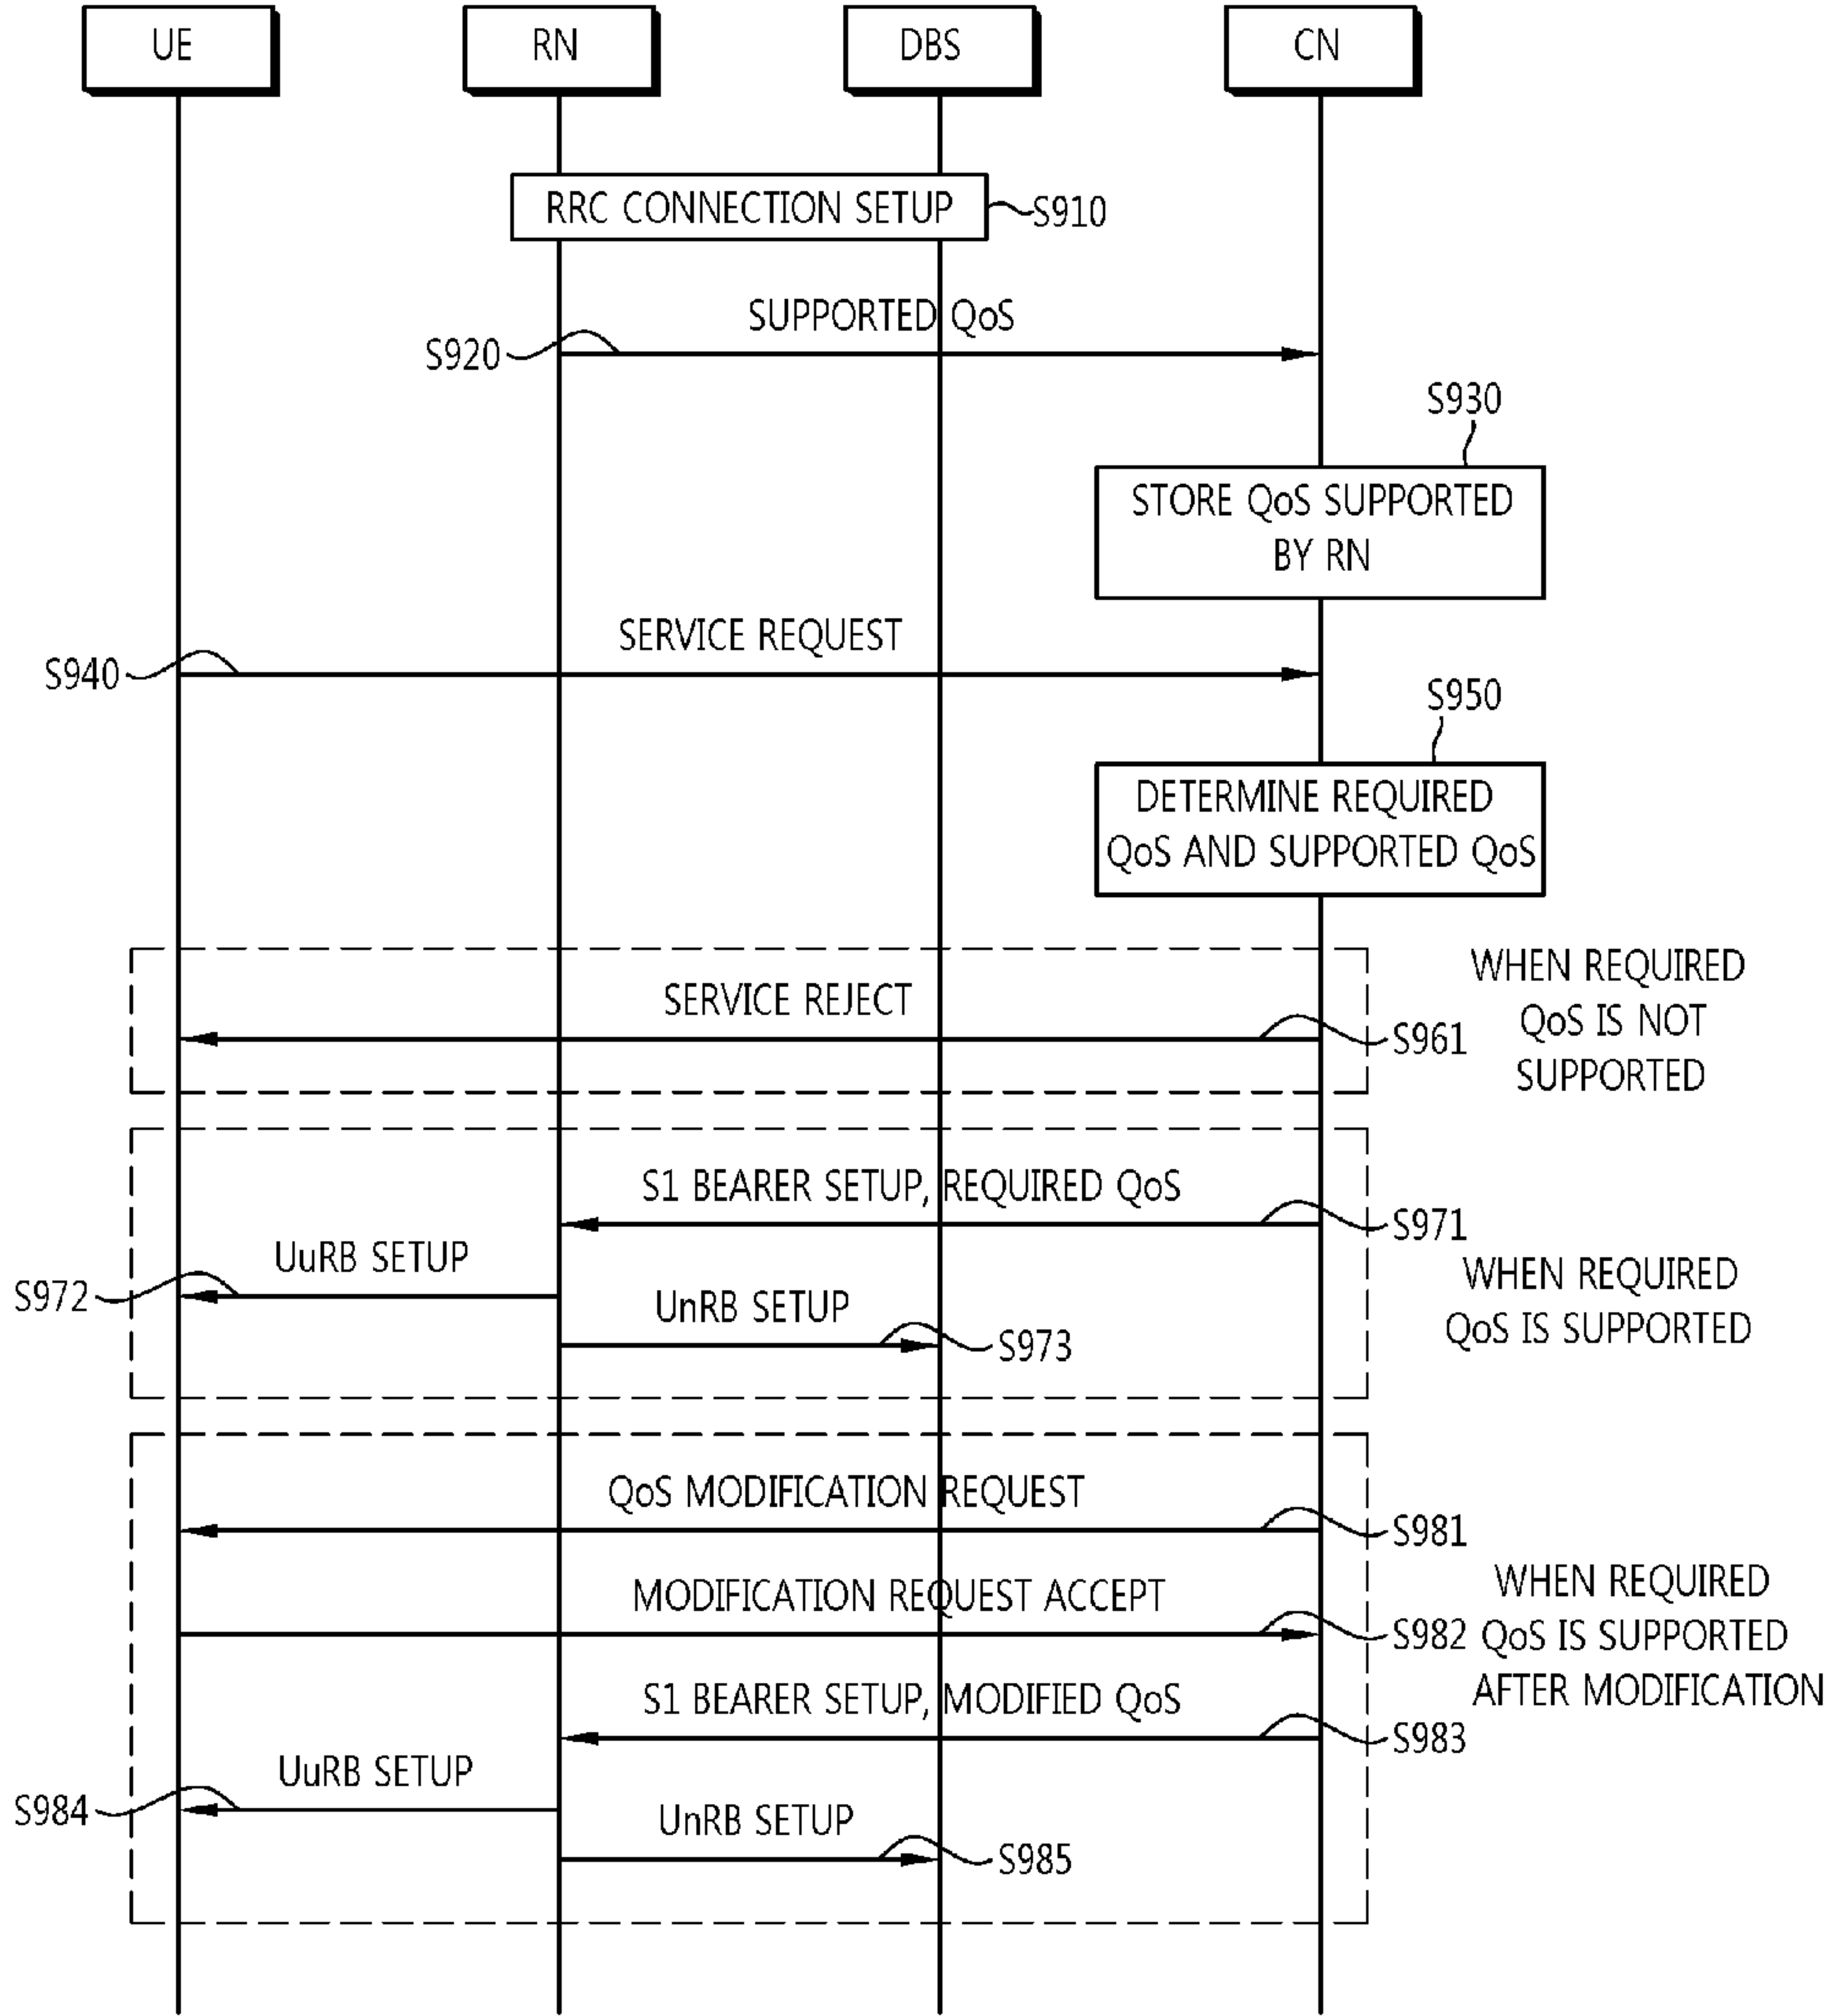 UE
RN
DBS
CN
RRC CONNECTION SETUP
S910
SUPPORTED QoS
S920
S930
STORE QoS SUPPORTED
BY RN
SERVICE REQUEST
S940
S950
DETERMINE REQUIRED
QoS AND SUPPORTED QoS
SERVICE REJECT
S961
WHEN REQUIRED
QoS IS NOT
SUPPORTED
S1 BEARER SETUP, REQUIRED QoS
S971
UuRB SETUP
S972
UnRB SETUP
S973
WHEN REQUIRED
QoS IS SUPPORTED
QoS MODIFICATION REQUEST
S981
MODIFICATION REQUEST ACCEPT
S982
WHEN REQUIRED
QoS IS SUPPORTED
AFTER MODIFICATION
S1 BEARER SETUP, MODIFIED QoS
S983
UuRB SETUP
S984
UnRB SETUP
S985